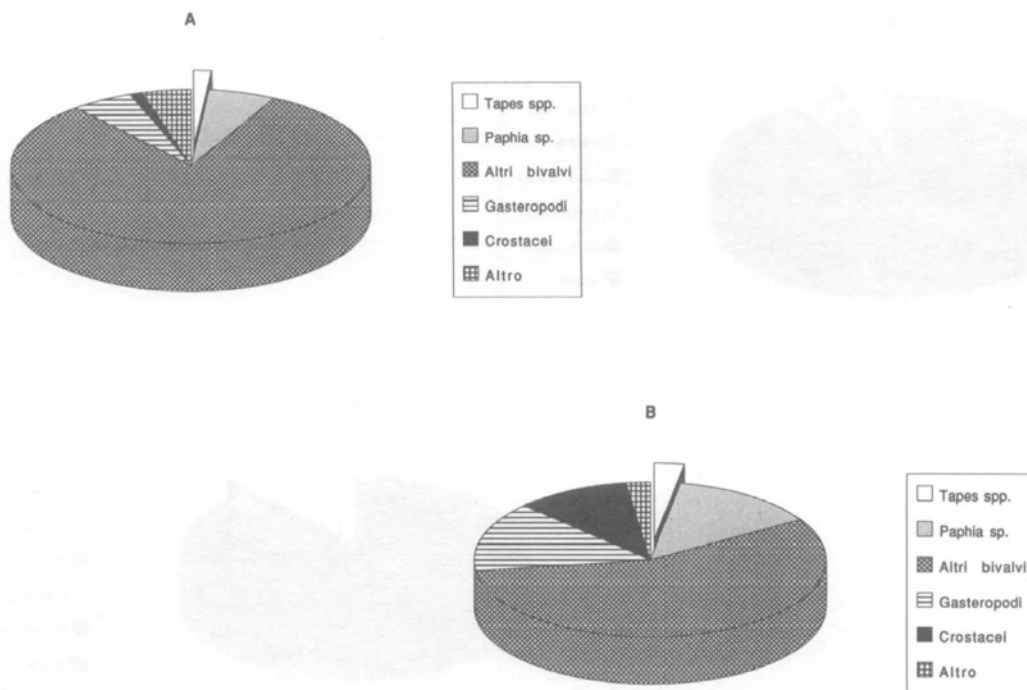 A
Tapes spp.
Paphia sp.
Altri bivalvi
Gasteropodi
Crostacei
Altro
B
Tapes spp.
Paphia sp.
Altri bivalvi
Gasteropodi
Crostacei
Altro